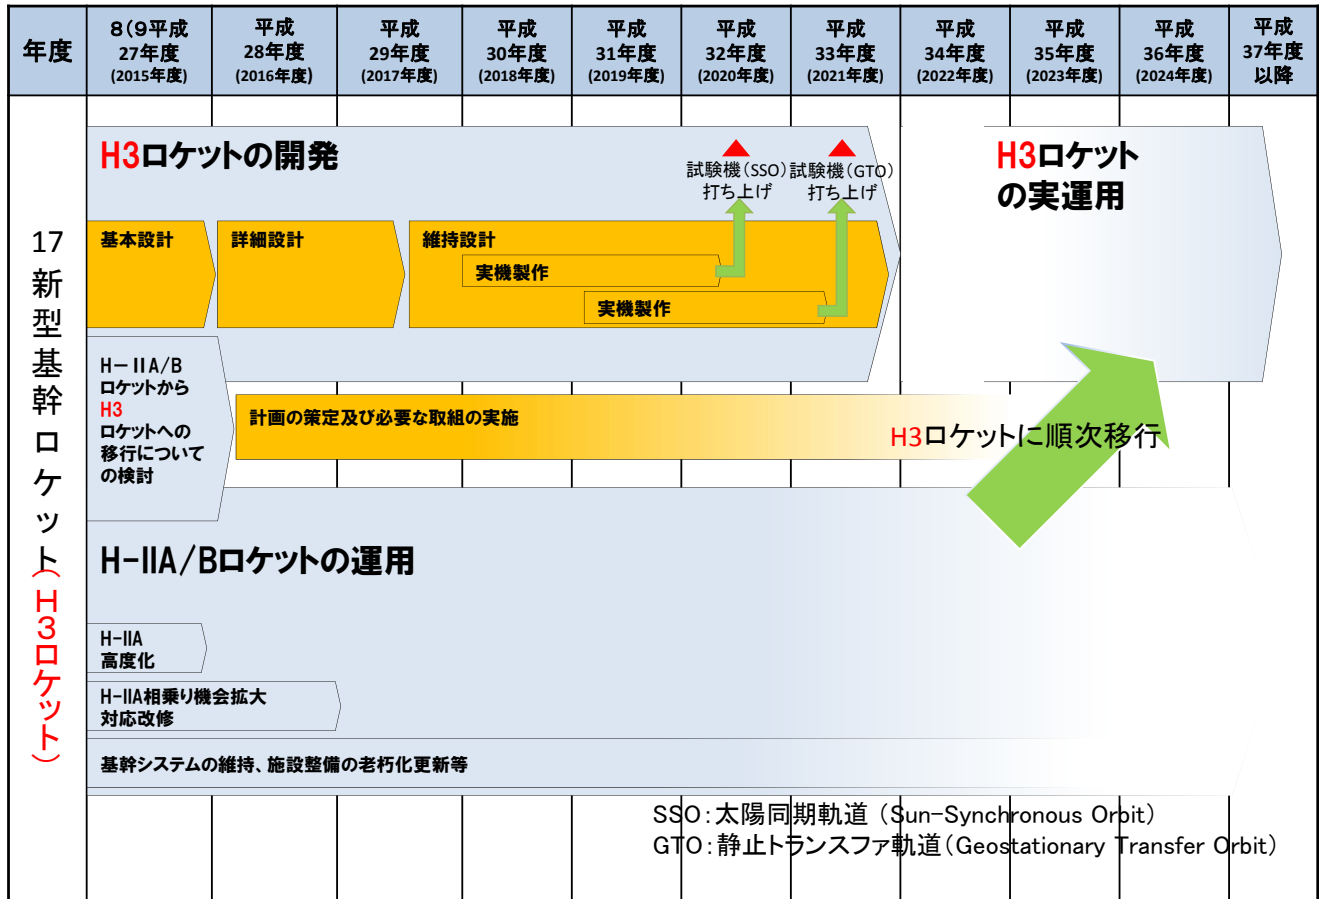 年度
8(9平成
27年度
(2015年度)
平成
28年度
(2016年度)
平成
29年度
(2017年度)
平成
30年度
(2018年度)
平成
31年度
(2019年度)
平成
32年度
(2020年度)
平成
33年度
(2021年度)
平成
34年度
(2022年度)
平成
35年度
(2023年度)
平成
36年度
(2024年度)
平成
37年度
以降
17新型基幹ロケット(H3ロケット)
H3ロケットの開発
試験機(SSO)
打ち上げ
試験機(GTO)
打ち上げ
H3ロケット
の実運用
基本設計
詳細設計
維持設計
実機製作
実機製作
H-IIA/B
ロケットから
H3
ロケットへの
移行について
の検討
計画の策定及び必要な取組の実施
H3ロケットに順次移行
H-IIA/Bロケットの運用
H-IIA
高度化
H-IIA相乗り機会拡大
対応改修
基幹システムの維持、施設整備の老朽化更新等
SSO:太陽同期軌道 (Sun-Synchronous Orbit)
GTO:静止トランスファ軌道(Geostationary Transfer Orbit)